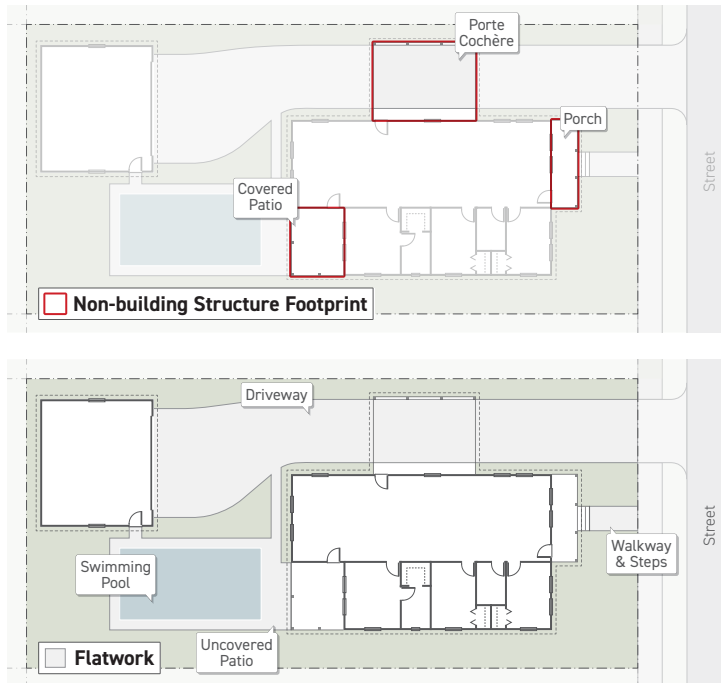 Porte
Cochère
Porch
Covered
Patio
Street
Non-building Structure Footprint
Driveway
Swimming
Pool
Walkway
& Steps
Street
Uncovered
Patio
Flatwork